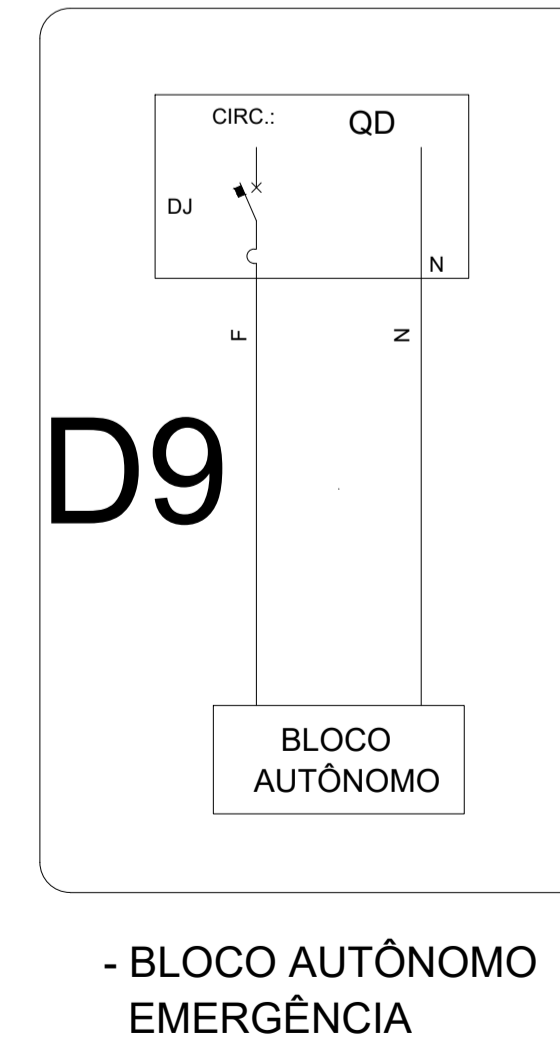 CIRC.: QD
DJ
N
F N
D9
BLOCO
AUTÔNOMO
- BLOCO AUTÔNOMO
EMERGÊNCIA